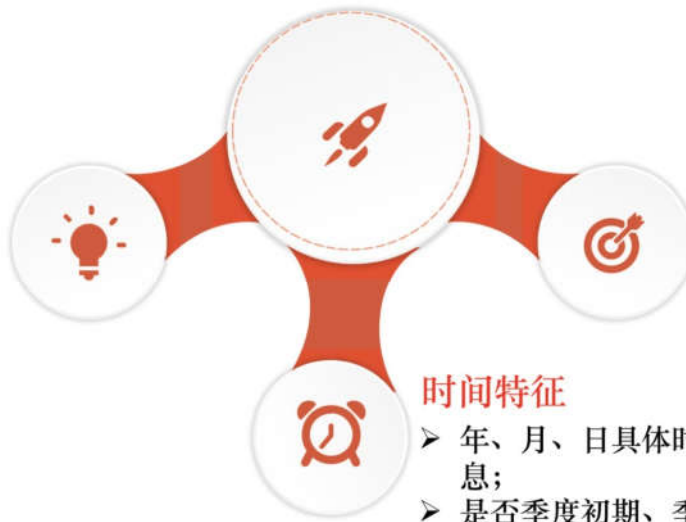 时间特征
➢ 年、月、日具体
息;
➢ 是否季度初期、